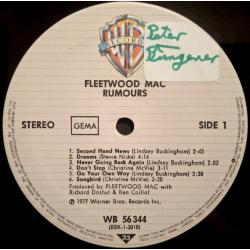 Peter
WARNER
BROS
RECORDS
FLEETWOOD MAC
RUMOURS
STEREO
GEMA
SIDE 1
1. Second Hand News (Lindsey Buckingham) 2:43
2. Dreams (Stevie Nicks) 4:14
3. Never Going Back Again (Lindsey Buckingham) 2:02
4. Don't Stop (Christine McVie) 3:11
5. Go Your Own Way (Lindsey Buckingham) 3:38
6. Songbird (Christine McVie) 3:20
Produced by FLEETWOOD MAC with
Richard Dashut & Ken Caillat
℗ 1977 Warner Bros. Records Inc.
WB 56344
(BSK-1-3010)
33